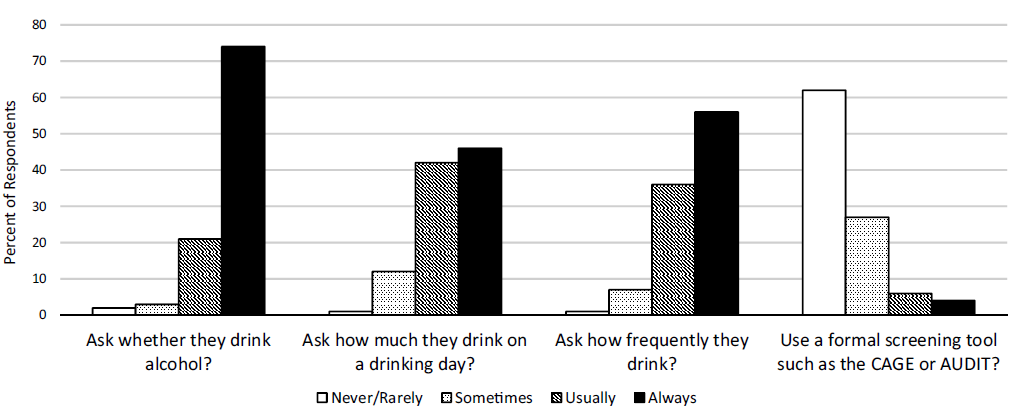 80
70
60
50
40
30
20
10
0
Percent of Respondents
Ask whether they drink
alcohol?
Ask how much they drink on
a drinking day?
Ask how frequently they
drink?
Use a formal screening tool
such as the CAGE or AUDIT?
Never/Rarely Sometimes Usually Always